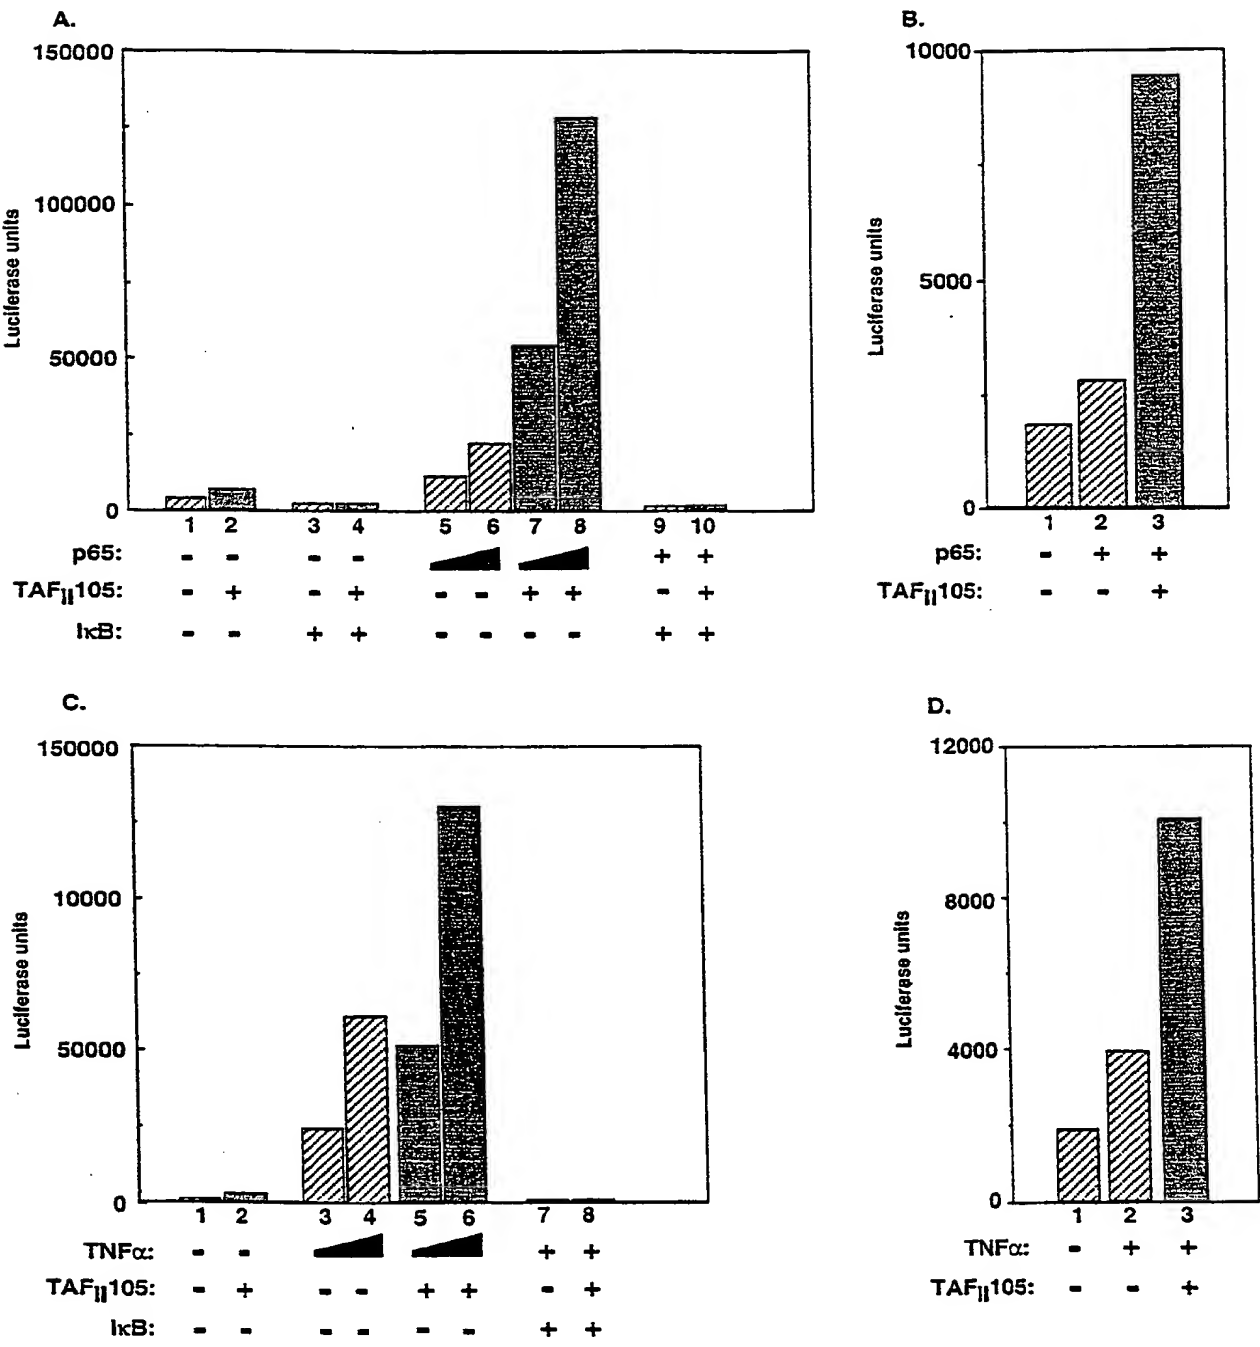 A.
150000
100000
50000
0
Luciferase units
1 2 3 4 5 6 7 8 9 10
p65: - - - - + +
TAFII105: - + - + - - + + - +
IκB: - - + + - - - - + +
B.
10000
5000
0
Luciferase units
1 2 3
p65: - + +
TAFII105: - - +
C.
150000
10000
50000
0
Luciferase units
1 2 3 4 5 6 7 8
TNFα: - - + +
TAFII105: - + - - + + - +
IκB: - - - - - - + +
D.
12000
8000
4000
0
Luciferase units
1 2 3
TNFα: - + +
TAFII105: - - +